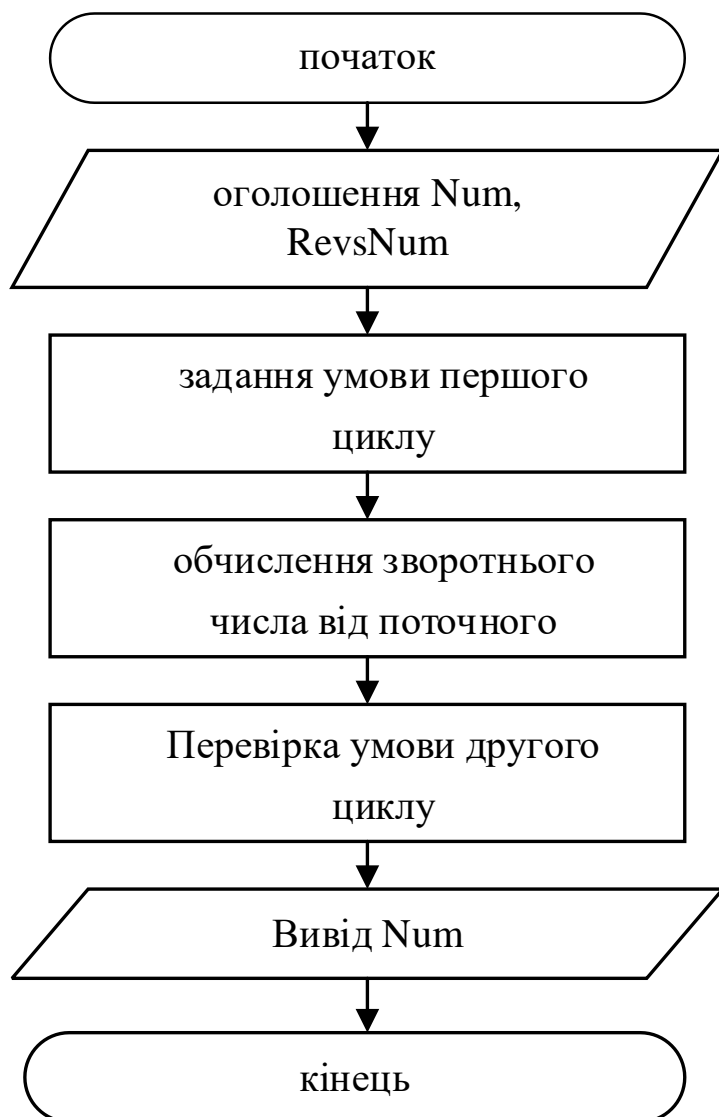 початок
оголошення Num,
RevsNum
задання умови першого
циклу
обчислення зворотнього
числа від поточного
Перевірка умови другого
циклу
Вивід Num
кінець